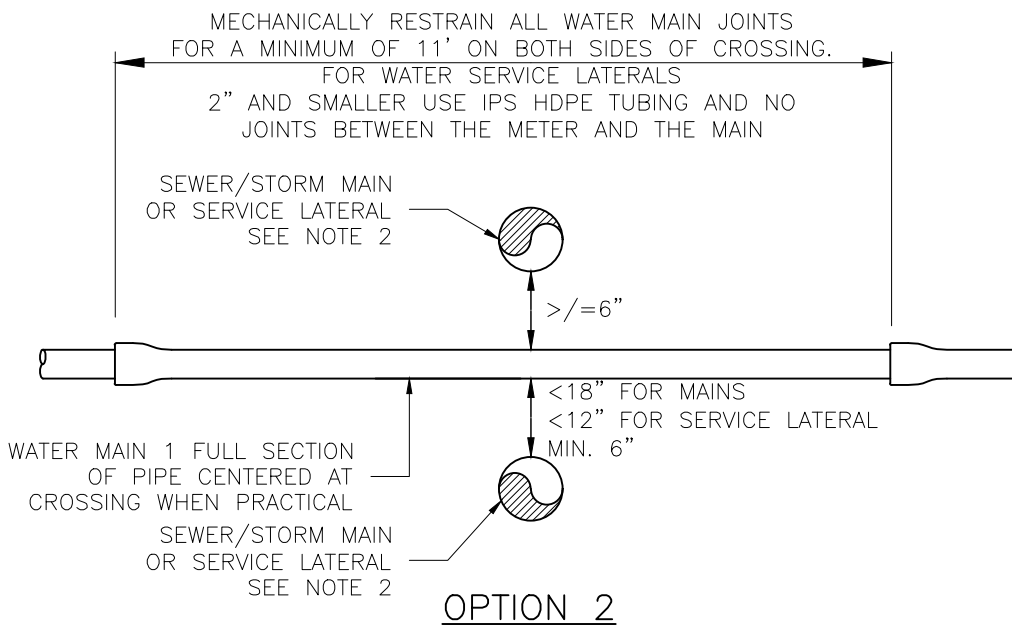 MECHANICALLY RESTRAIN ALL WATER MAIN JOINTS
FOR A MINIMUM OF 11' ON BOTH SIDES OF CROSSING.
FOR WATER SERVICE LATERALS
2" AND SMALLER USE IPS HDPE TUBING AND NO
JOINTS BETWEEN THE METER AND THE MAIN
SEWER/STORM MAIN
OR SERVICE LATERAL
SEE NOTE 2
>/=6"
<18" FOR MAINS
<12" FOR SERVICE LATERAL
MIN. 6"
WATER MAIN 1 FULL SECTION
OF PIPE CENTERED AT
CROSSING WHEN PRACTICAL
SEWER/STORM MAIN
OR SERVICE LATERAL
SEE NOTE 2
OPTION 2